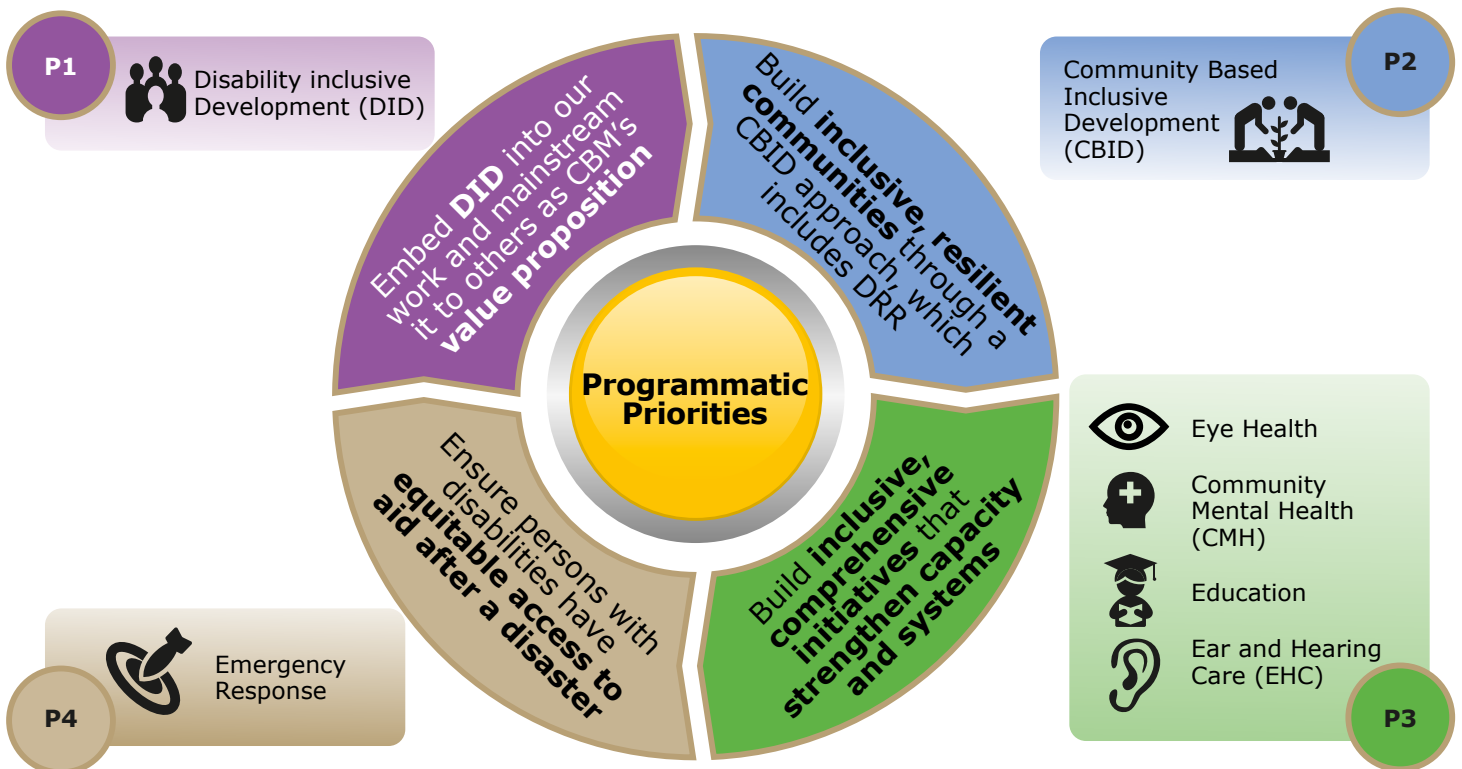 P1
Disability inclusive
Development (DID)
Embed DID into our
work and mainstream
it to others as CBM’s
value proposition
Build inclusive, resilient
communities through a
CBID approach, which
includes DRR
Community Based
Inclusive
Development
(CBID)
P2
Programmatic
Priorities
Ensure persons with
disabilities have
equitable access to
aid after a disaster
Build inclusive,
comprehensive
initiatives that
strengthen capacity
and systems
Eye Health
Community
Mental Health
(CMH)
Education
Ear and Hearing
Care (EHC)
P3
Emergency
Response
P4